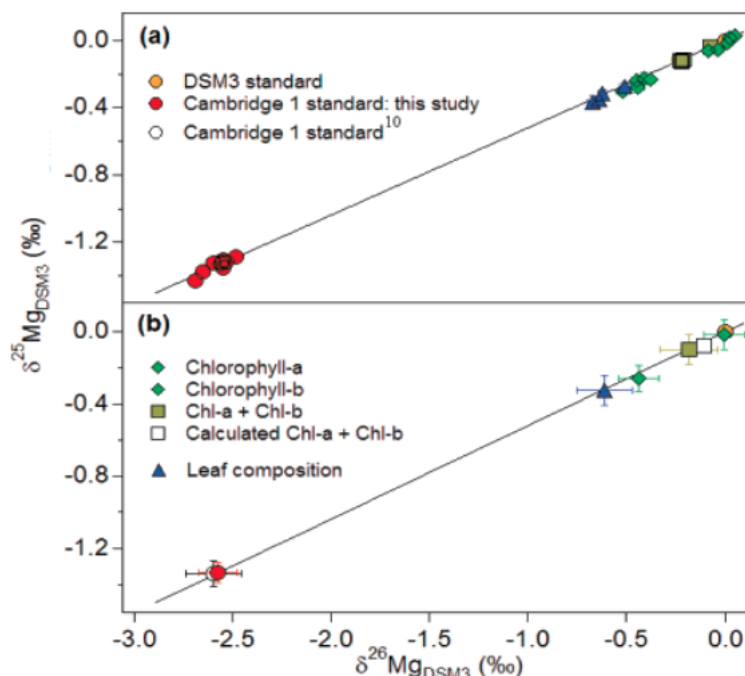 (a)
DSM3 standard
Cambridge 1 standard: this study
Cambridge 1 standard¹⁰
0.0
-0.4
-0.8
-1.2
(b)
Chlorophyll-a
Chlorophyll-b
Chl-a + Chl-b
Calculated Chl-a + Chl-b
Leaf composition
0.0
-0.4
-0.8
-1.2
δ²⁵Mg_DSM3 (‰)
-3.0 -2.5 -2.0 -1.5 -1.0 -0.5 0.0
δ²⁶Mg_DSM3 (‰)